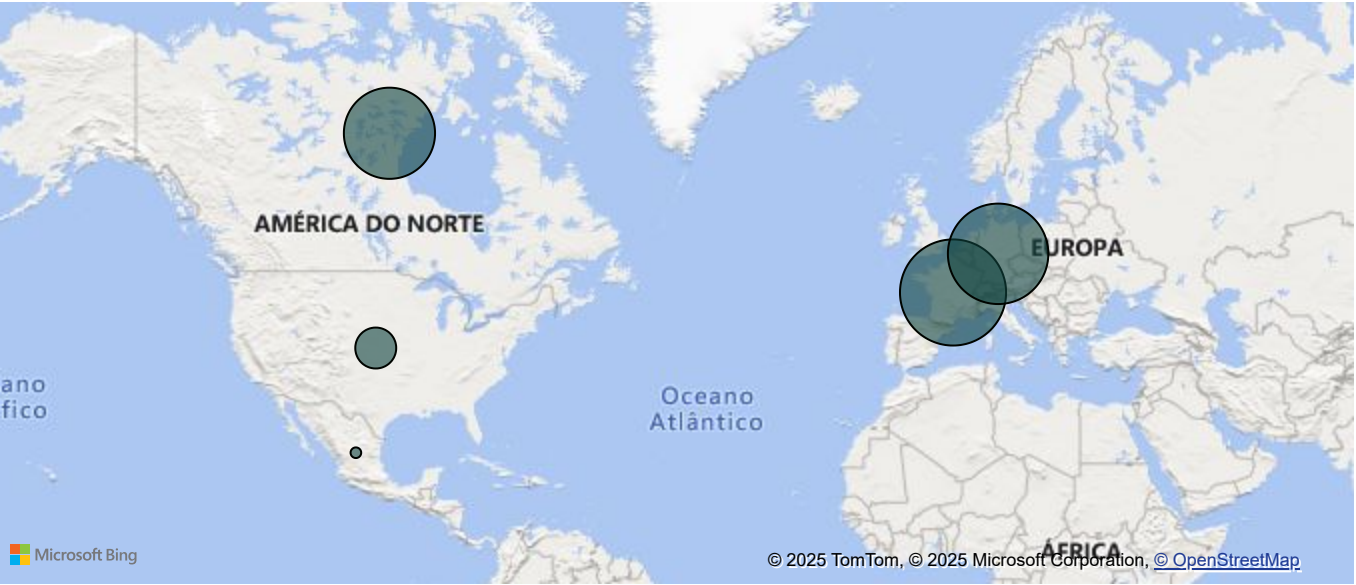 AMÉRICA DO NORTE
EUROPA
ano
fico
Oceano
Atlântico
ÁFRICA
Microsoft Bing
© 2025 TomTom, © 2025 Microsoft Corporation, © OpenStreetMap